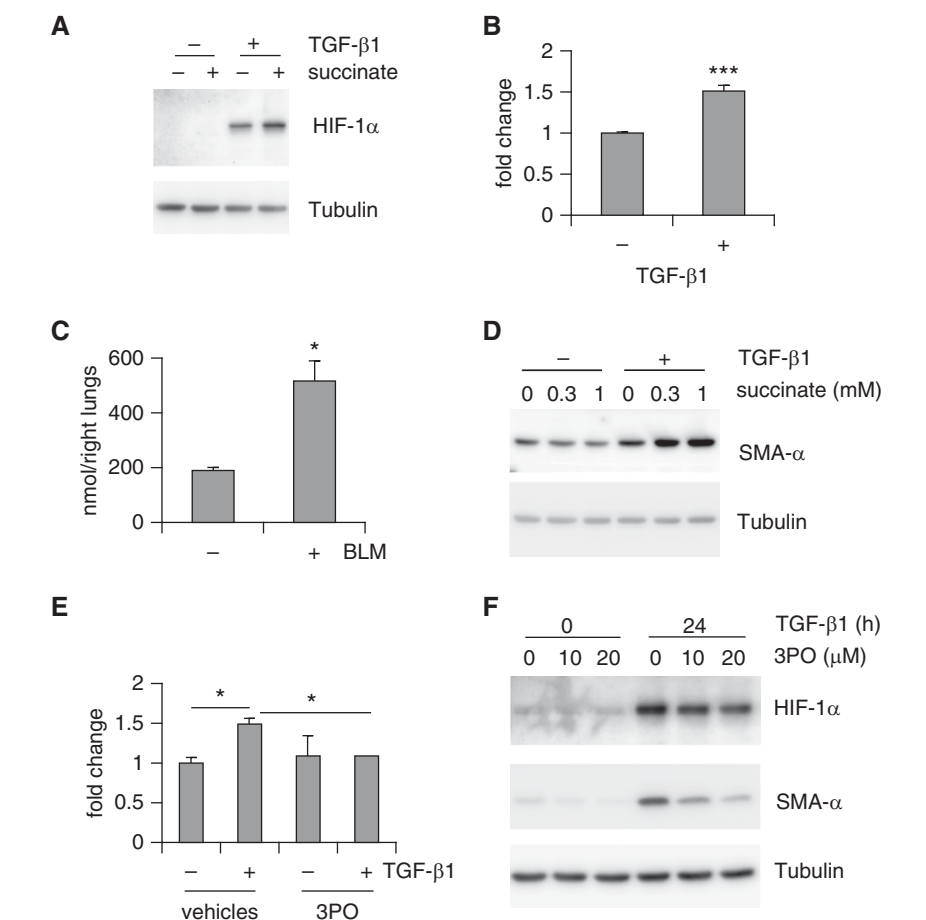 A
– + TGF-β1
– + – + succinate
HIF-1α
Tubulin
B
2
1.5
1
0.5
0
fold change
***
– +
TGF-β1
C
600
400
200
0
nmol/right lungs
*
– + BLM
D
– + TGF-β1
0 0.3 1 0 0.3 1 succinate (mM)
SMA-α
Tubulin
E
2
1.5
1
0.5
0
fold change
* *
– + – + TGF-β1
vehicles 3PO
F
0 24 TGF-β1 (h)
0 10 20 0 10 20 3PO (μM)
HIF-1α
SMA-α
Tubulin